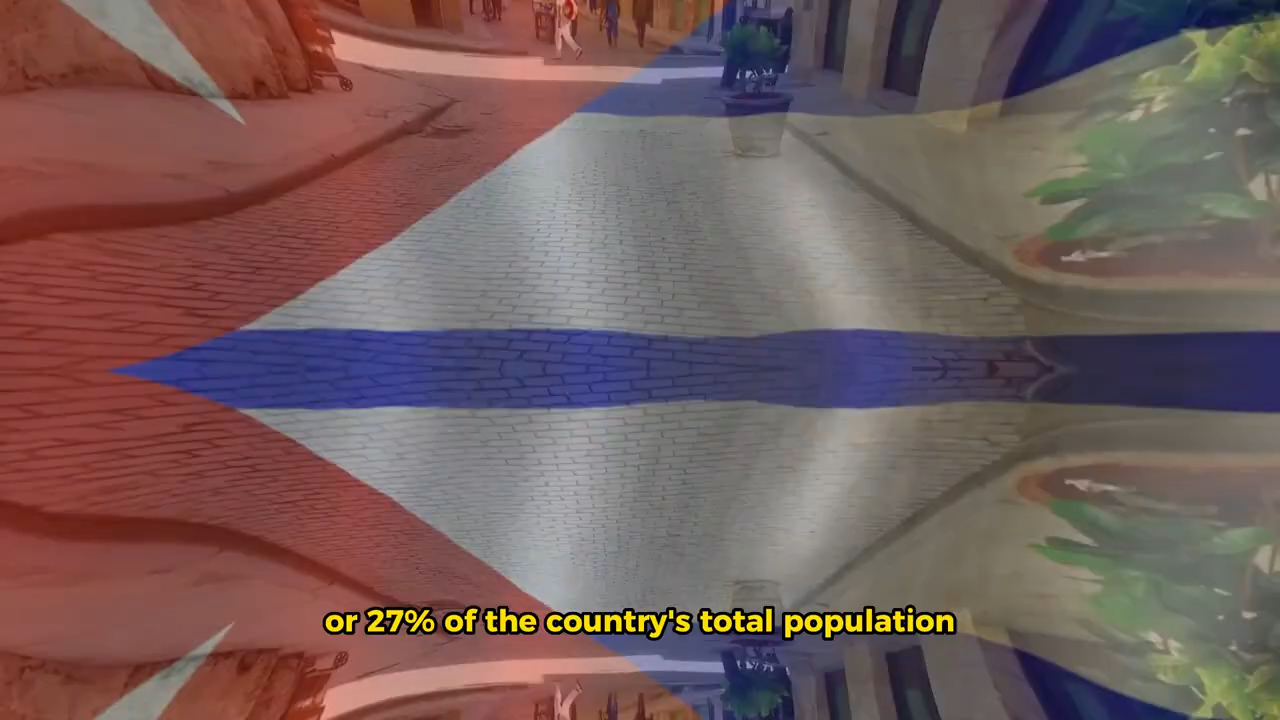 or 27% of the country's total population